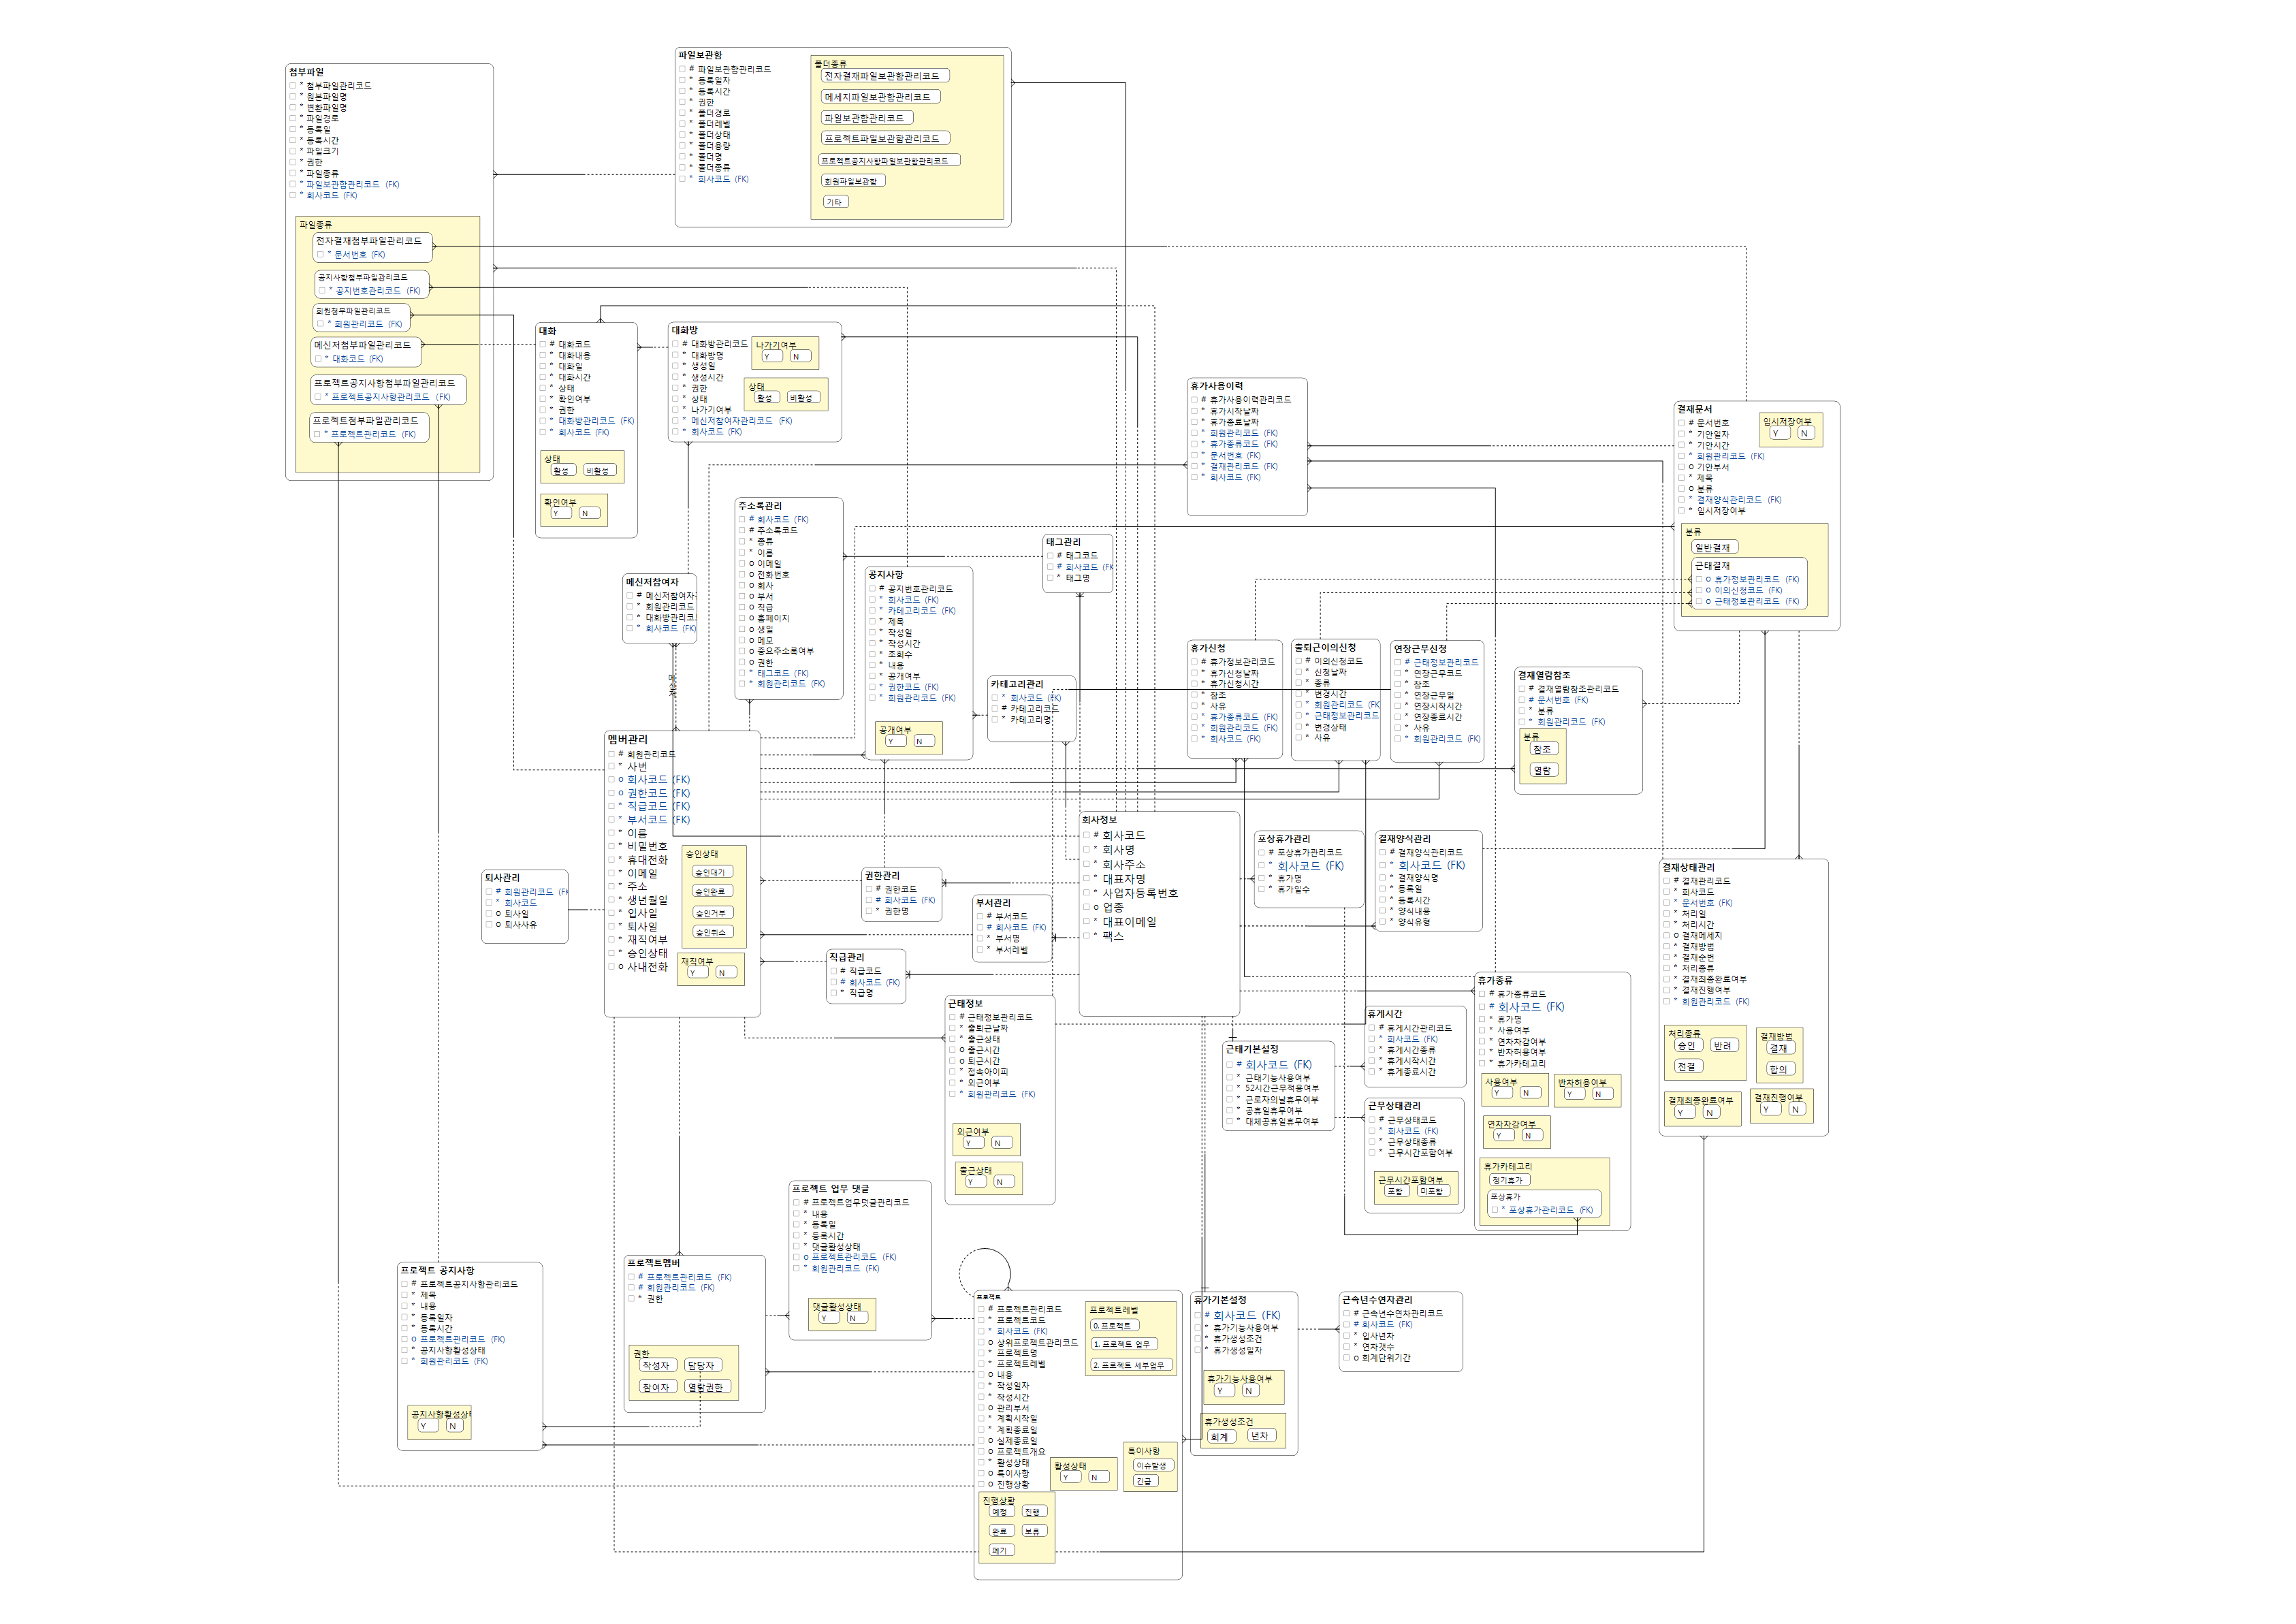 첨부파일
* 첨부파일관리코드
* 원본파일명
* 변환파일명
* 파일경로
* 등록일
* 등록시간
* 파일크기
* 권한
* 파일종류
* 파일보관함관리코드 (FK)
* 회사코드 (FK)
파일종류
전자결재첨부파일관리코드
* 문서번호 (FK)
공지사항첨부파일관리코드
* 공지번호관리코드 (FK)
회원첨부파일관리코드
* 회원관리코드 (FK)
메신저첨부파일관리코드
* 대화코드 (FK)
프로젝트공지사항첨부파일관리코드
* 프로젝트공지사항관리코드 (FK)
프로젝트첨부파일관리코드
* 프로젝트관리코드 (FK)
파일보관함
# 파일보관함관리코드
* 등록일자
* 등록시간
* 권한
* 폴더경로
* 폴더레벨
* 폴더상태
* 폴더용량
* 폴더명
* 폴더종류
* 회사코드 (FK)
폴더종류
전자결재파일보관함관리코드
메세지파일보관함관리코드
파일보관함관리코드
프로젝트파일보관함관리코드
프로젝트공지사항파일보관함관리코드
회원파일보관함
기타
대화
# 대화코드
* 대화내용
* 대화일
* 대화시간
* 상태
* 확인여부
* 권한
* 대화방관리코드 (FK)
* 회사코드 (FK)
상태
활성 비활성
확인여부
Y N
대화방
# 대화방관리코드
* 대화방명
* 생성일
* 생성시간
* 권한
* 상태
* 나가기여부
* 메신저참여자관리코드 (FK)
* 회사코드 (FK)
나가기여부
Y N
상태
활성 비활성
휴가사용이력
# 휴가사용이력관리코드
* 휴가시작날짜
* 휴가종료날짜
* 회원관리코드 (FK)
* 휴가종류코드 (FK)
* 문서번호 (FK)
* 결재관리코드 (FK)
* 회사코드 (FK)
결재문서
# 문서번호
* 기안일자
* 기안시간
* 회원관리코드 (FK)
o 기안부서
* 제목
o 분류
* 결재양식관리코드 (FK)
* 임시저장여부
임시저장여부
Y N
분류
일반결재
근태결재
o 휴가정보관리코드 (FK)
o 이의신청코드 (FK)
o 근태정보관리코드 (FK)
주소록관리
# 회사코드 (FK)
# 주소록코드
* 종류
* 이름
o 이메일
o 전화번호
o 회사
o 부서
o 직급
o 홈페이지
o 생일
o 메모
o 중요주소록여부
o 권한
* 태그코드 (FK)
* 회원관리코드 (FK)
태그관리
# 태그코드
# 회사코드 (FK
* 태그명
메신저참여자
# 메신저참여자
* 회원관리코드
* 대화방관리코
* 회사코드 (FK)
공지사항
# 공지번호관리코드
* 회사코드 (FK)
* 카테고리코드 (FK)
* 제목
* 작성일
* 작성시간
* 조회수
* 내용
* 공개여부
* 권한코드 (FK)
* 회원관리코드 (FK)
공개여부
Y N
카테고리관리
* 회사코드 (FK)
# 카테고리코드
* 카테고리명
휴가신청
# 휴가정보관리코드
* 휴가신청날짜
* 휴가신청시간
* 참조
* 사유
* 휴가종류코드 (FK)
* 회원관리코드 (FK)
* 회사코드 (FK)
출퇴근이의신청
# 이의신청코드
* 신청날짜
* 종류
* 변경시간
* 회원관리코드 (FK
* 근태정보관리코드
* 변경상태
* 사유
연장근무신청
# 근태정보관리코드
* 연장근무코드
* 참조
* 연장근무일
* 연장시작시간
* 연장종료시간
* 사유
* 회원관리코드 (FK)
결재열람참조
# 결재열람참조관리코드
# 문서번호 (FK)
* 분류
* 회원관리코드 (FK)
분류
참조
열람
멤버관리
# 회원관리코드
* 사번
o 회사코드 (FK)
o 권한코드 (FK)
* 직급코드 (FK)
* 부서코드 (FK)
* 이름
* 비밀번호
* 휴대전화
* 이메일
* 주소
* 생년월일
* 입사일
* 퇴사일
* 재직여부
* 승인상태
o 사내전화
승인상태
승인대기
승인완료
승인거부
승인취소
재직여부
Y N
퇴사관리
# 회원관리코드 (FK
* 회사코드
o 퇴사일
o 퇴사사유
권한관리
# 권한코드
# 회사코드 (FK)
* 권한명
부서관리
# 부서코드
# 회사코드 (FK)
* 부서명
* 부서레벨
직급관리
# 직급코드
# 회사코드 (FK)
* 직급명
회사정보
# 회사코드
* 회사명
* 회사주소
* 대표자명
* 사업자등록번호
o 업종
* 대표이메일
* 팩스
포상휴가관리
# 포상휴가관리코드
* 회사코드 (FK)
* 휴가명
* 휴가일수
결재양식관리
# 결재양식관리코드
* 회사코드 (FK)
* 결재양식명
* 등록일
* 등록시간
* 양식내용
* 양식유형
결재상태관리
# 결재관리코드
* 회사코드
* 문서번호 (FK)
* 처리일
* 처리시간
o 결재메세지
* 결재방법
* 결재순번
* 처리종류
* 결재최종완료여부
* 결재진행여부
* 회원관리코드 (FK)
처리종류
승인 반려
전결
결재방법
결재
합의
결재최종완료여부
Y N
결재진행여부
Y N
근태정보
# 근태정보관리코드
* 출퇴근날짜
* 출근상태
o 출근시간
o 퇴근시간
* 접속아이피
* 외근여부
* 회원관리코드 (FK)
외근여부
Y N
출근상태
Y N
근태기본설정
# 회사코드 (FK)
* 근태기능사용여부
* 52시간근무적용여부
* 근로자의날휴무여부
* 공휴일휴무여부
* 대체공휴일휴무여부
휴게시간
# 휴게시간관리코드
* 회사코드 (FK)
* 휴게시간종류
* 휴게시작시간
* 휴게종료시간
근무상태관리
# 근무상태코드
* 회사코드 (FK)
* 근무상태종류
* 근무시간포함여부
근무시간포함여부
포함 미포함
휴가종류
# 휴가종류코드
# 회사코드 (FK)
* 휴가명
* 사용여부
* 연차차감여부
* 반차허용여부
* 휴가카테고리
사용여부
Y N
반차허용여부
Y N
연차차감여부
Y N
휴가카테고리
정기휴가
포상휴가
* 포상휴가관리코드 (FK)
프로젝트 업무 댓글
# 프로젝트업무댓글관리코드
* 내용
* 등록일
* 등록시간
* 댓글활성상태
o 프로젝트관리코드 (FK)
* 회원관리코드 (FK)
댓글활성상태
Y N
프로젝트 공지사항
# 프로젝트공지사항관리코드
* 제목
* 내용
* 등록일자
* 등록시간
o 프로젝트관리코드 (FK)
* 공지사항활성상태
* 회원관리코드 (FK)
공지사항활성상태
Y N
프로젝트멤버
# 프로젝트관리코드 (FK)
# 회원관리코드 (FK)
* 권한
권한
작성자 담당자
참여자 열람권한
프로젝트
# 프로젝트관리코드
* 프로젝트코드
* 회사코드 (FK)
o 상위프로젝트관리코드
* 프로젝트명
* 프로젝트레벨
o 내용
* 작성일자
* 작성시간
o 관리부서
* 계획시작일
* 계획종료일
o 실제종료일
o 프로젝트개요
* 활성상태
o 특이사항
o 진행상황
프로젝트레벨
0. 프로젝트
1. 프로젝트 업무
2. 프로젝트 세부업무
활성상태
Y N
특이사항
이슈발생
긴급
진행상황
예정 진행
완료 보류
폐기
휴가기본설정
# 회사코드 (FK)
* 휴가기능사용여부
* 휴가생성조건
* 휴가생성일자
휴가기능사용여부
Y N
휴가생성조건
회계 년차
근속년수연차관리
# 근속년수연차관리코드
# 회사코드 (FK)
* 입사년차
* 연차갯수
o 회계단위기간